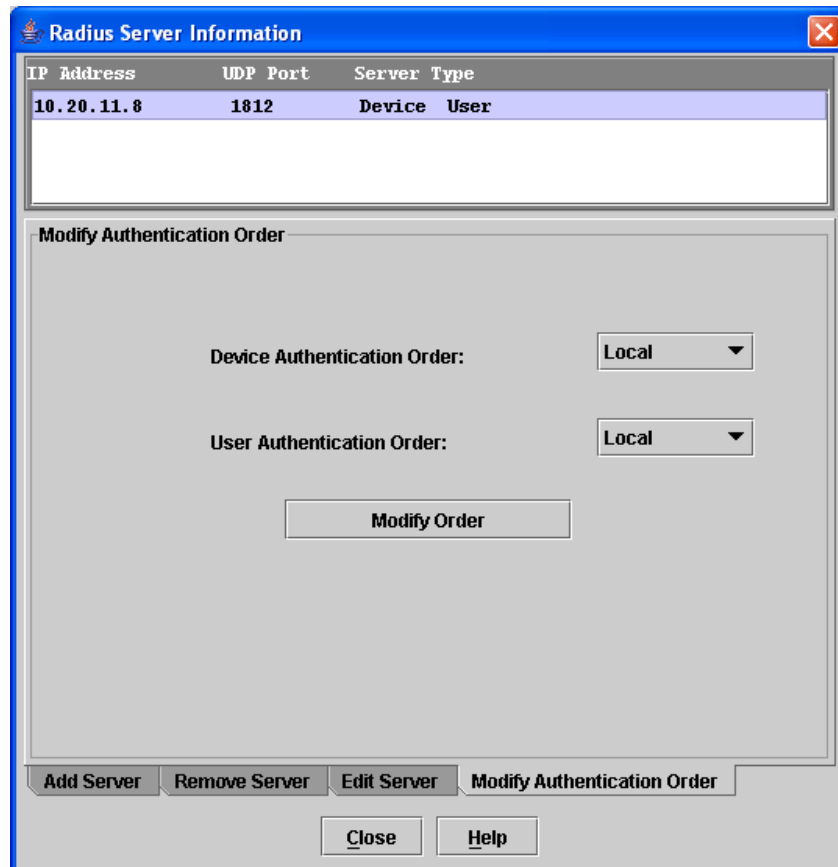 Radius Server Information
IP Address UDP Port Server Type
10.20.11.8 1812 Device User
Modify Authentication Order
Device Authentication Order: Local
User Authentication Order: Local
Modify Order
Add Server Remove Server Edit Server Modify Authentication Order
Close Help